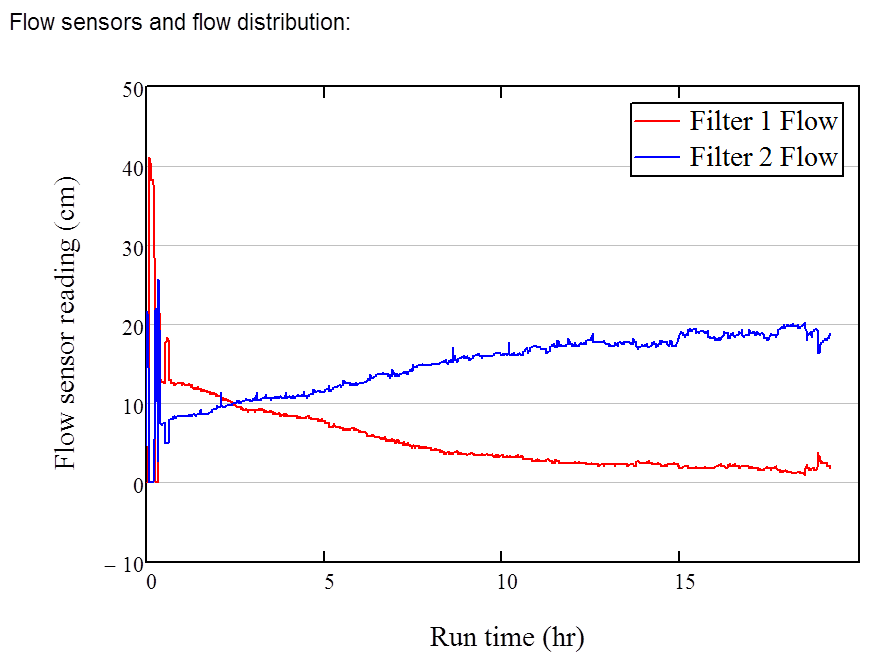 Flow sensors and flow distribution:
50
40
30
20
10
0
– 10
Flow sensor reading (cm)
Filter 1 Flow
Filter 2 Flow
0 5 10 15
Run time (hr)